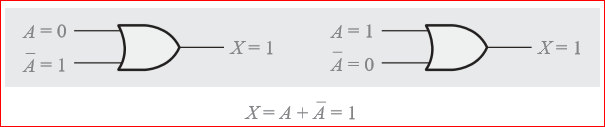 A = 0 X = 1 A = 1 X = 1
A̅ = 1 A̅ = 0
X = A + A̅ = 1